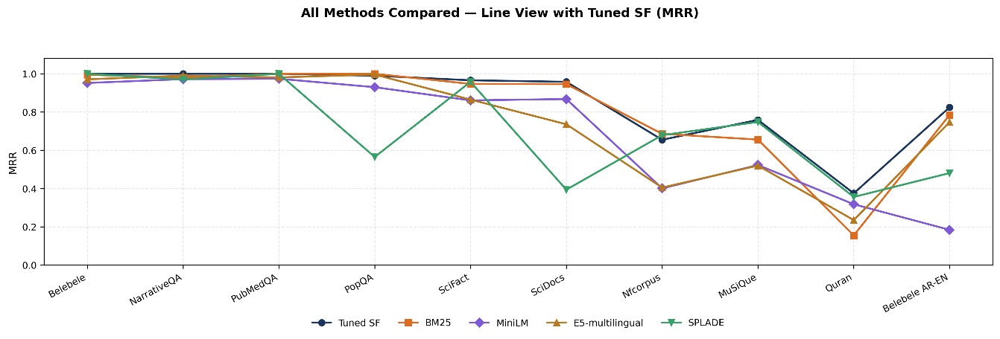 All Methods Compared — Line View with Tuned SF (MRR)
MRR
1.0
0.8
0.6
0.4
0.2
0.0
Belebele
NarrativeQA
PubMedQA
PopQA
SciFact
SciDocs
Nfcorpus
MuSiQue
Quran
Belebele AR-EN
Tuned SF
BM25
MiniLM
E5-multilingual
SPLADE